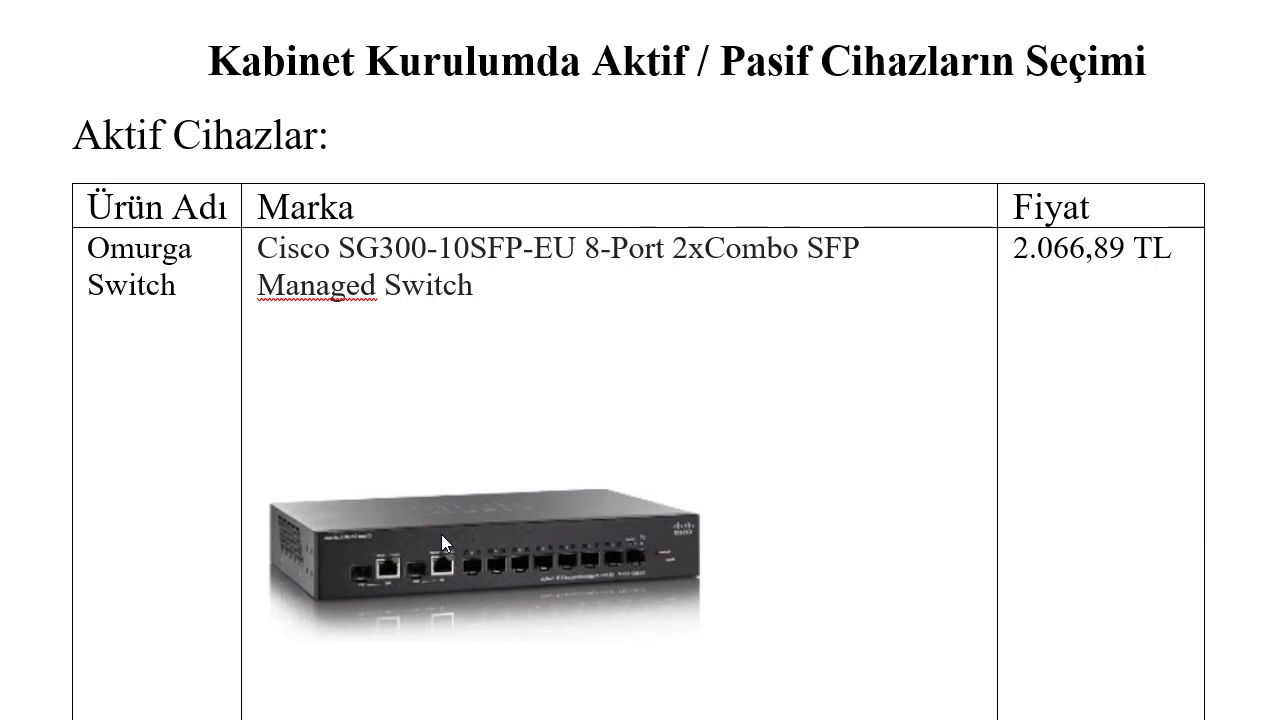 Kabinet Kurulumda Aktif / Pasif Cihazların Seçimi
Aktif Cihazlar:
Ürün Adı Marka Fiyat
Omurga Cisco SG300-10SFP-EU 8-Port 2xCombo SFP 2.066,89 TL
Switch Managed Switch